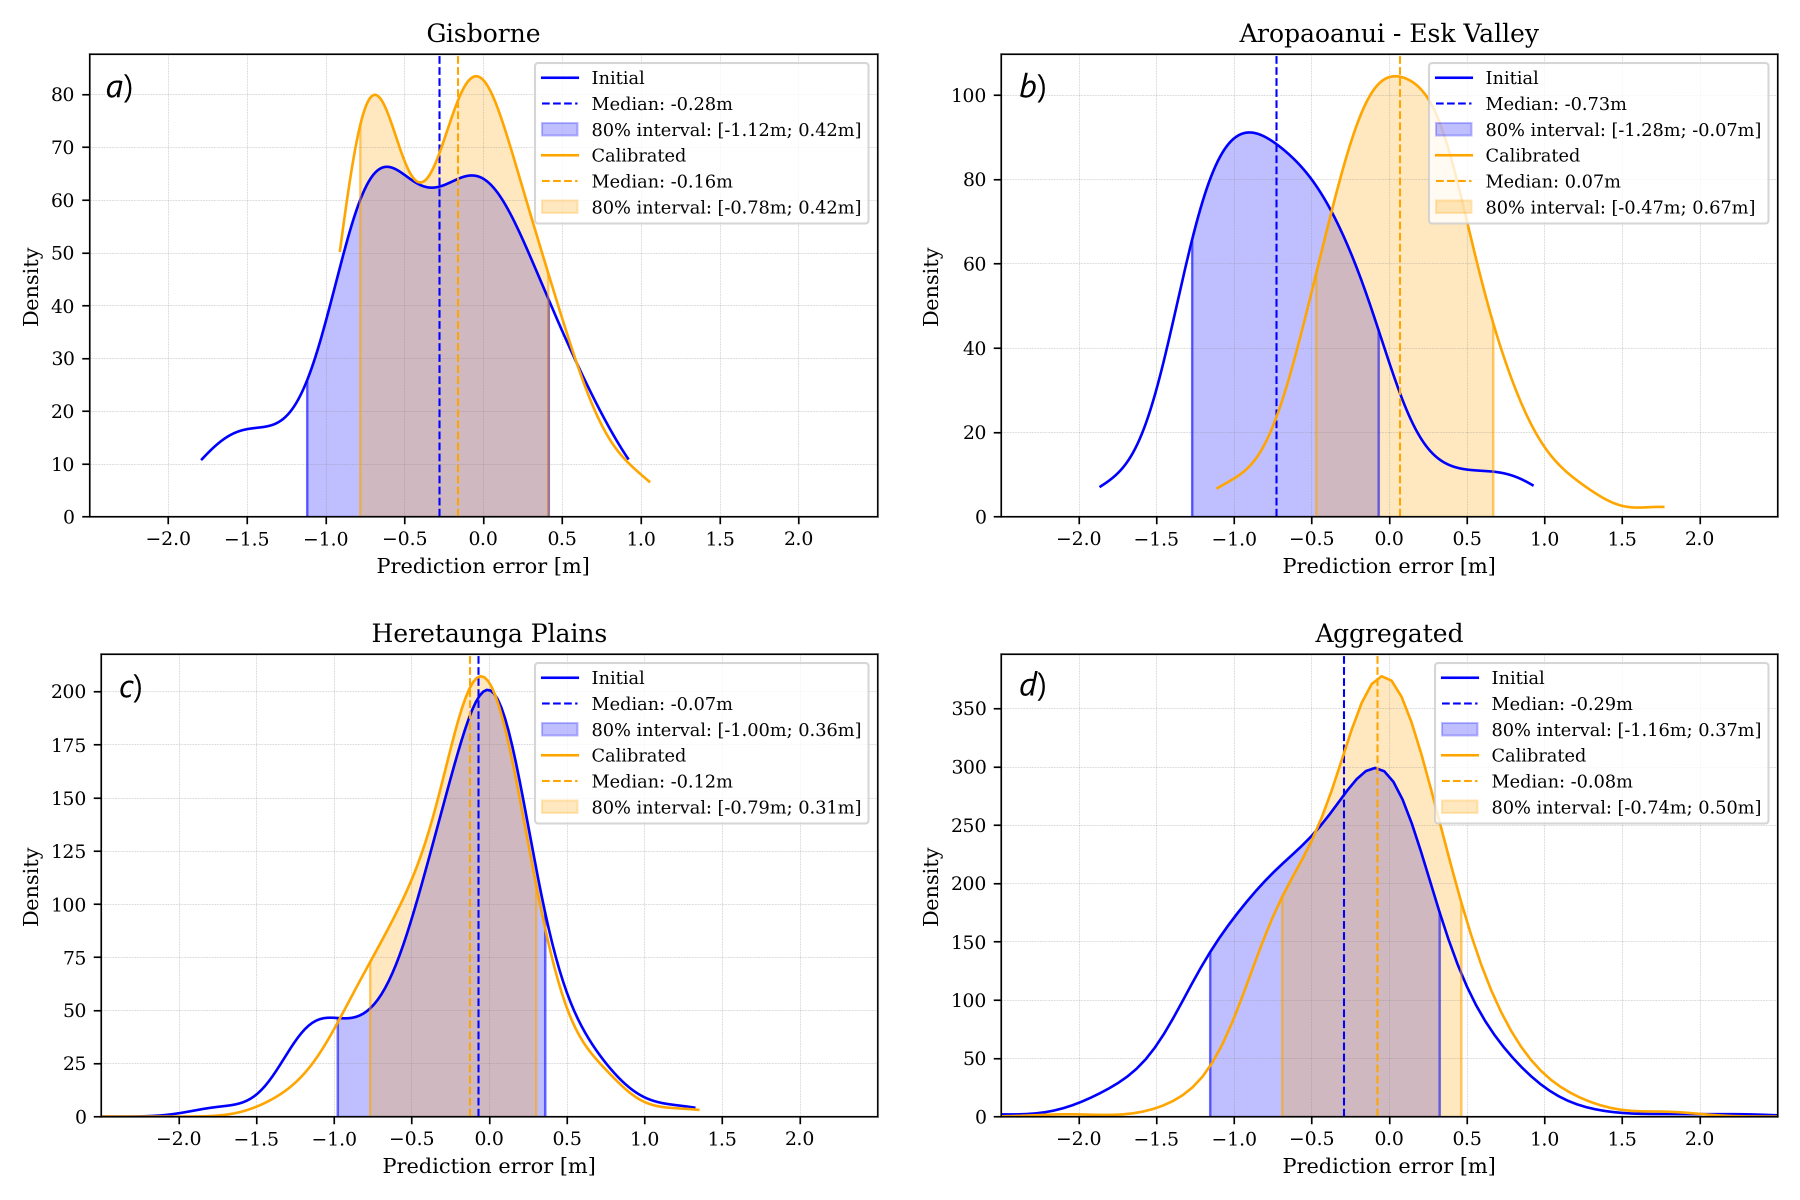 Gisborne
a)
Initial
Median: -0.28m
80% interval: [-1.12m; 0.42m]
Calibrated
Median: -0.16m
80% interval: [-0.78m; 0.42m]
Density
80
70
60
50
40
30
20
10
0
−2.0 −1.5 −1.0 −0.5 0.0 0.5 1.0 1.5 2.0
Prediction error [m]
Aropaoanui - Esk Valley
b)
Initial
Median: -0.73m
80% interval: [-1.28m; -0.07m]
Calibrated
Median: 0.07m
80% interval: [-0.47m; 0.67m]
Density
100
80
60
40
20
0
−2.0 −1.5 −1.0 −0.5 0.0 0.5 1.0 1.5 2.0
Prediction error [m]
Heretaunga Plains
c)
Initial
Median: -0.07m
80% interval: [-1.00m; 0.36m]
Calibrated
Median: -0.12m
80% interval: [-0.79m; 0.31m]
Density
200
175
150
125
100
75
50
25
0
−2.0 −1.5 −1.0 −0.5 0.0 0.5 1.0 1.5 2.0
Prediction error [m]
Aggregated
d)
Initial
Median: -0.29m
80% interval: [-1.16m; 0.37m]
Calibrated
Median: -0.08m
80% interval: [-0.74m; 0.50m]
Density
350
300
250
200
150
100
50
0
−2.0 −1.5 −1.0 −0.5 0.0 0.5 1.0 1.5 2.0
Prediction error [m]